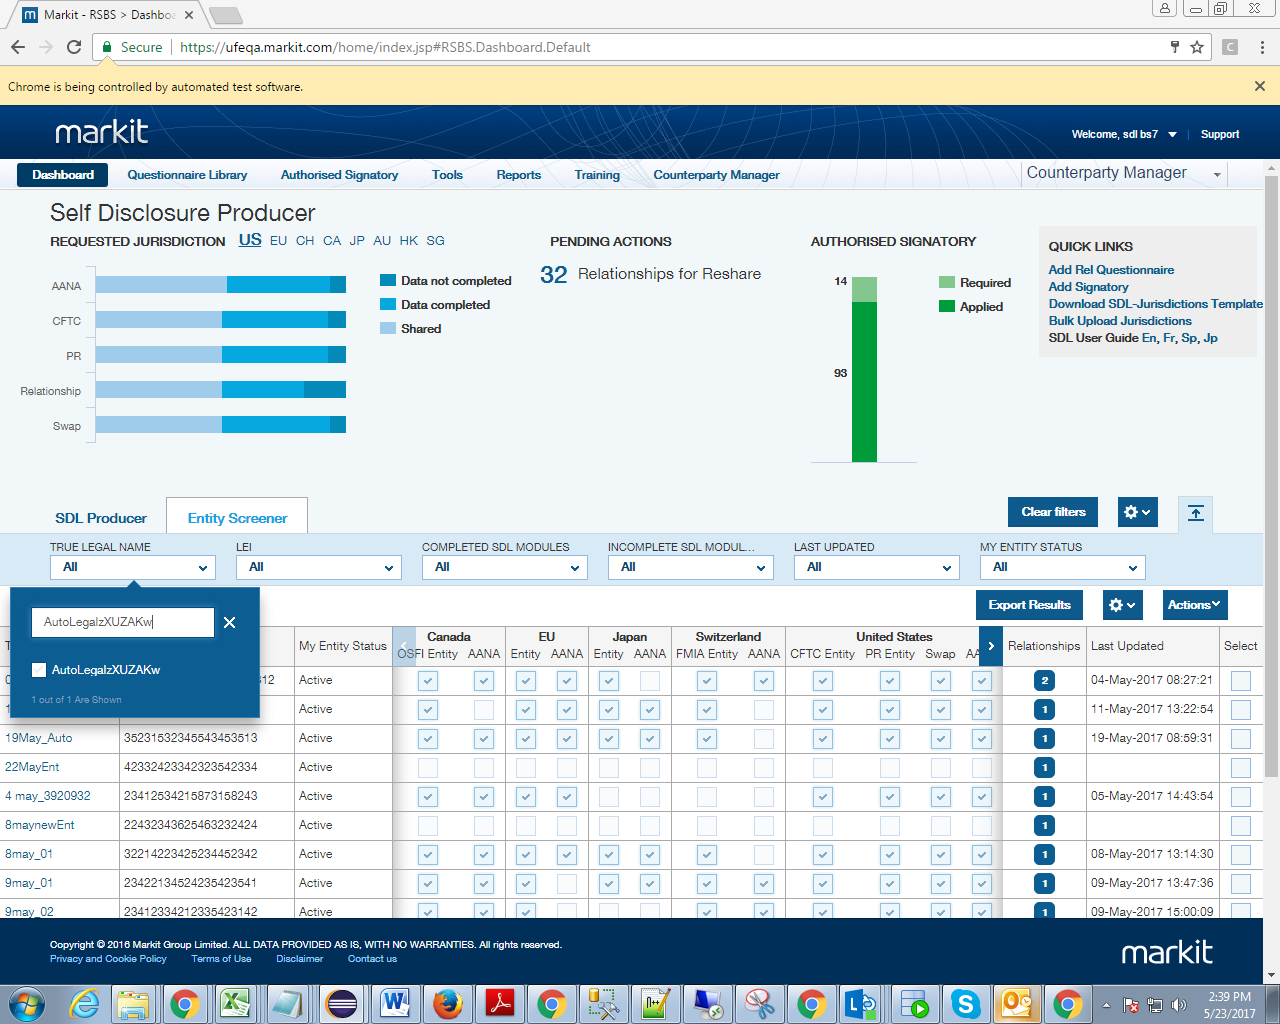 Markit - RSBS > Dashboa
Secure https://ufeqa.markit.com/home/index.jsp#RSBS.Dashboard.Default
Chrome is being controlled by automated test software.
markit
Welcome, sdl bs7 Support
Dashboard Questionnaire Library Authorised Signatory Tools Reports Training Counterparty Manager Counterparty Manager
Self Disclosure Producer
REQUESTED JURISDICTION US EU CH CA JP AU HK SG
AANA
CFTC
PR
Relationship
Swap
Data not completed
Data completed
Shared
PENDING ACTIONS
32 Relationships for Reshare
AUTHORISED SIGNATORY
14
93
Required
Applied
QUICK LINKS
Add Rel Questionnaire
Add Signatory
Download SDL-Jurisdictions Template
Bulk Upload Jurisdictions
SDL User Guide En, Fr, Sp, Jp
SDL Producer Entity Screener Clear filters
TRUE LEGAL NAME LEI COMPLETED SDL MODULES INCOMPLETE SDL MODUL... LAST UPDATED MY ENTITY STATUS
All All All All All All
AutoLegalzXUZAKw
AutoLegalzXUZAKw
1 out of 1 Are Shown
Export Results Actions
My Entity Status Canada EU Japan Switzerland United States Relationships Last Updated Select
OSFI Entity AANA Entity AANA Entity AANA FMIA Entity AANA CFTC Entity PR Entity Swap AA
312 Active 2 04-May-2017 08:27:21
Active 1 11-May-2017 13:22:54
19May_Auto 35231532345543453513 Active 1 19-May-2017 08:59:31
22MayEnt 42332423342323542334 Active 1
4 may_3920932 23412534215873158243 Active 1 05-May-2017 14:43:54
8maynewEnt 22432343625463232424 Active 1
8may_01 32214223425234452342 Active 1 08-May-2017 13:14:30
9may_01 23422134524235423541 Active 1 09-May-2017 13:47:36
9may_02 23412334212335423142 Active 1 09-May-2017 15:00:09
Copyright © 2016 Markit Group Limited. ALL DATA PROVIDED AS IS, WITH NO WARRANTIES. All rights reserved.
Privacy and Cookie Policy Terms of Use Disclaimer Contact us
markit
2:39 PM
5/23/2017